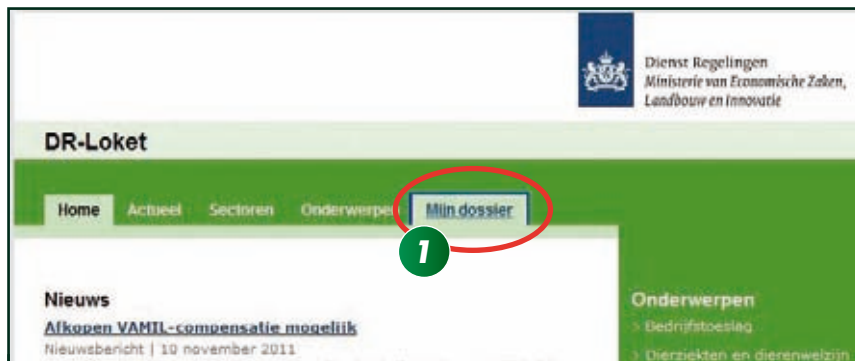 Dienst Regelingen
Ministerie van Economische Zaken,
Landbouw en Innovatie
DR-Loket
Home Actueel Sectoren Onderwerpen Mijn dossier
1
Nieuws
Afkopen VAMIL-compensatie mogelijk
Nieuwsbericht | 10 november 2011
Onderwerpen
> Bedrijfstoeslag
> Dierziekten en dierenwelzijn